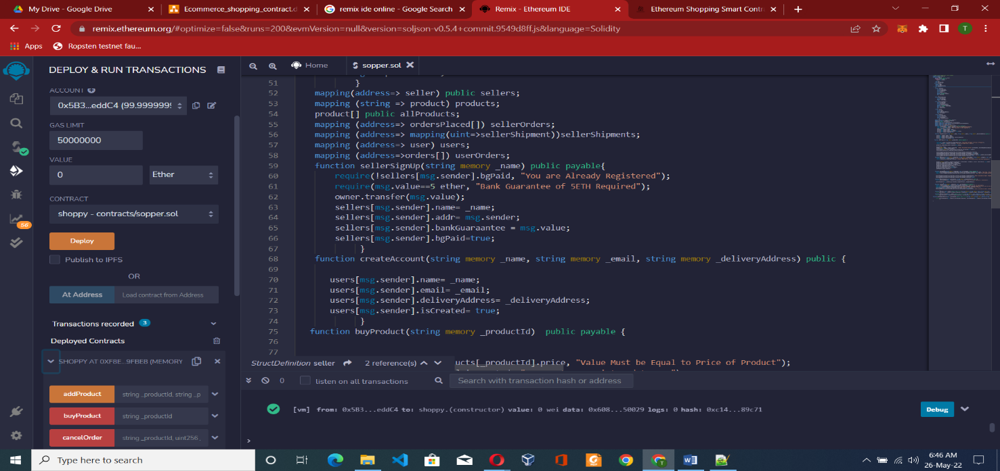 My Drive - Google Drive
Ecommerce_shopping_contract.d
remix ide online - Google Search
Remix - Ethereum IDE
Ethereum Shopping Smart Contr
remix.ethereum.org/#optimize=false&runs=200&evmVersion=null&version=soljson-v0.5.4+commit.9549d8ff.js&language=Solidity
T
Apps
Ropsten testnet fau...
DEPLOY & RUN TRANSACTIONS
ACCOUNT
0x5B3...eddC4 (99.9999999
GAS LIMIT
50000000
VALUE
0
Ether
CONTRACT
shoppy - contracts/sopper.sol
Deploy
Publish to IPFS
OR
At Address
Load contract from Address
Transactions recorded 3
Deployed Contracts
SHOPPY AT 0XF8E...9FBEB (MEMORY
addProduct string _productId, string _p
buyProduct string _productId
cancelOrder string _productId, uint256
56
Home
sopper.sol
51 }
52 mapping(address=> seller) public sellers;
53 mapping (string => product) products;
54 product[] public allProducts;
55 mapping (address=> ordersPlaced[]) sellerOrders;
56 mapping (address=> mapping(uint=>sellerShipment))sellerShipments;
57 mapping (address=> user) users;
58 mapping (address=>orders[]) userOrders;
59 function sellerSignUp(string memory _name) public payable{
60 require(!sellers[msg.sender].bgPaid, "You are Already Registered");
61 require(msg.value==5 ether, "Bank Guarantee of 5ETH Required");
62 owner.transfer(msg.value);
63 sellers[msg.sender].name= _name;
64 sellers[msg.sender].addr= msg.sender;
65 sellers[msg.sender].bankGuaraantee = msg.value;
66 sellers[msg.sender].bgPaid=true;
67 }
68 function createAccount(string memory _name, string memory _email, string memory _deliveryAddress) public {
69
70 users[msg.sender].name= _name;
71 users[msg.sender].email= _email;
72 users[msg.sender].deliveryAddress= _deliveryAddress;
73 users[msg.sender].isCreated= true;
74 }
75 function buyProduct(string memory _productId) public payable {
76
77
StructDefinition seller 2 reference(s) ucts[_productId].price, "Value Must be Equal to Price of Product");
0 listen on all transactions Search with transaction hash or address
[vm] from: 0x5B3...eddC4 to: shoppy.(constructor) value: 0 wei data: 0x608...50029 logs: 0 hash: 0xc14...89c71
Debug
>
Type here to search
6:46 AM
26-May-22